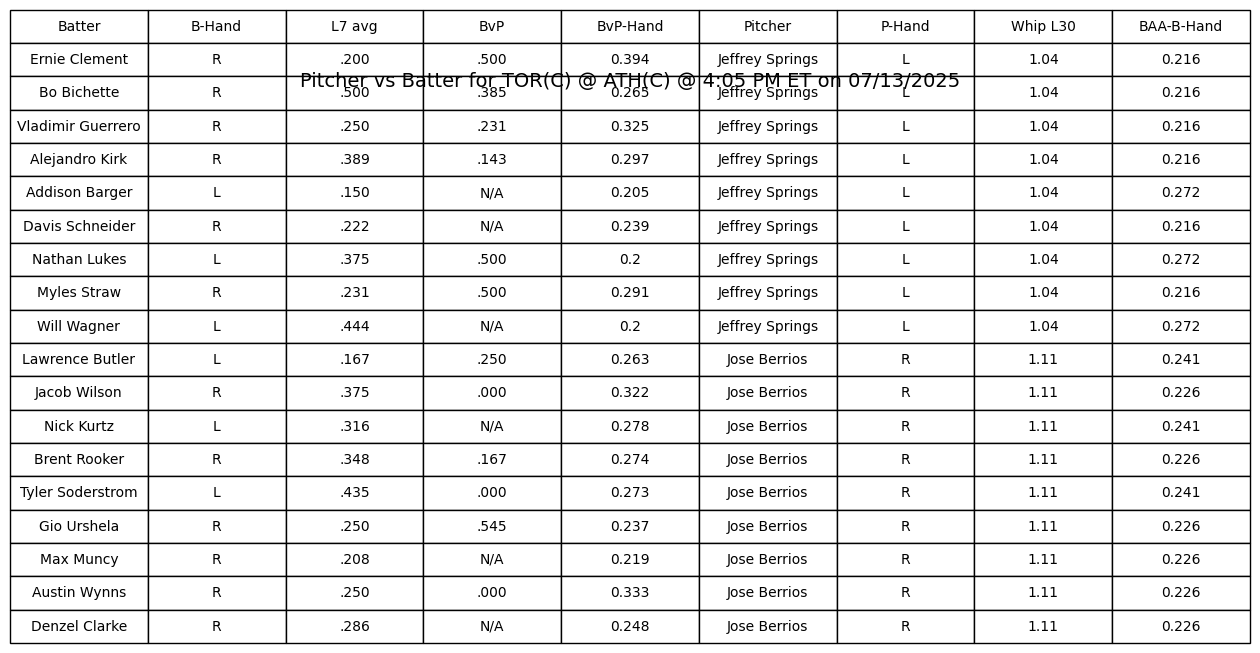 Batter B-Hand L7 avg BvP BvP-Hand Pitcher P-Hand Whip L30 BAA-B-Hand
Ernie Clement R .200 .500 0.394 Jeffrey Springs L 1.04 0.216
Pitcher vs Batter for TOR(C) @ ATH(C) @ 4:05 PM ET on 07/13/2025
Bo Bichette R .500 .385 0.265 Jeffrey Springs L 1.04 0.216
Vladimir Guerrero R .250 .231 0.325 Jeffrey Springs L 1.04 0.216
Alejandro Kirk R .389 .143 0.297 Jeffrey Springs L 1.04 0.216
Addison Barger L .150 N/A 0.205 Jeffrey Springs L 1.04 0.272
Davis Schneider R .222 N/A 0.239 Jeffrey Springs L 1.04 0.216
Nathan Lukes L .375 .500 0.2 Jeffrey Springs L 1.04 0.272
Myles Straw R .231 .500 0.291 Jeffrey Springs L 1.04 0.216
Will Wagner L .444 N/A 0.2 Jeffrey Springs L 1.04 0.272
Lawrence Butler L .167 .250 0.263 Jose Berrios R 1.11 0.241
Jacob Wilson R .375 .000 0.322 Jose Berrios R 1.11 0.226
Nick Kurtz L .316 N/A 0.278 Jose Berrios R 1.11 0.241
Brent Rooker R .348 .167 0.274 Jose Berrios R 1.11 0.226
Tyler Soderstrom L .435 .000 0.273 Jose Berrios R 1.11 0.241
Gio Urshela R .250 .545 0.237 Jose Berrios R 1.11 0.226
Max Muncy R .208 N/A 0.219 Jose Berrios R 1.11 0.226
Austin Wynns R .250 .000 0.333 Jose Berrios R 1.11 0.226
Denzel Clarke R .286 N/A 0.248 Jose Berrios R 1.11 0.226